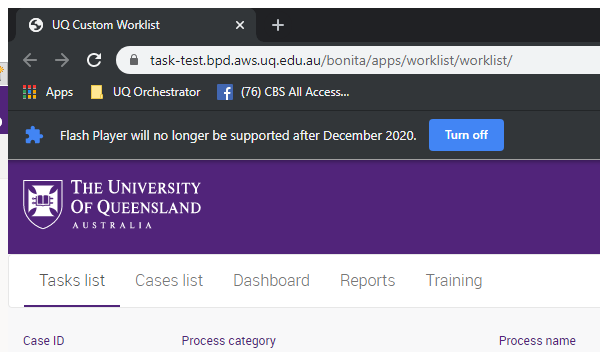 UQ Custom Worklist
task-test.bpd.aws.uq.edu.au/bonita/apps/worklist/worklist/
Apps UQ Orchestrator (76) CBS All Access...
Flash Player will no longer be supported after December 2020. Turn off
THE UNIVERSITY
OF QUEENSLAND
AUSTRALIA
Tasks list Cases list Dashboard Reports Training
Case ID Process category Process name